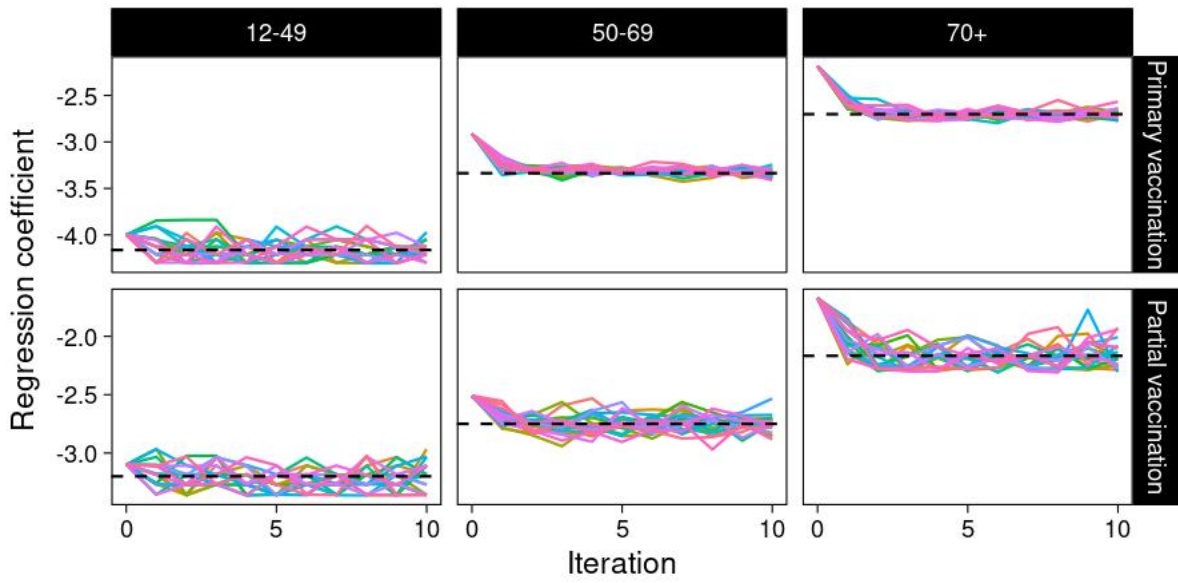 12-49
50-69
70+
Regression coefficient
-2.5
-3.0
-3.5
-4.0
Primary vaccination
-2.0
-2.5
-3.0
Partial vaccination
0 5 10
0 5 10
0 5 10
Iteration